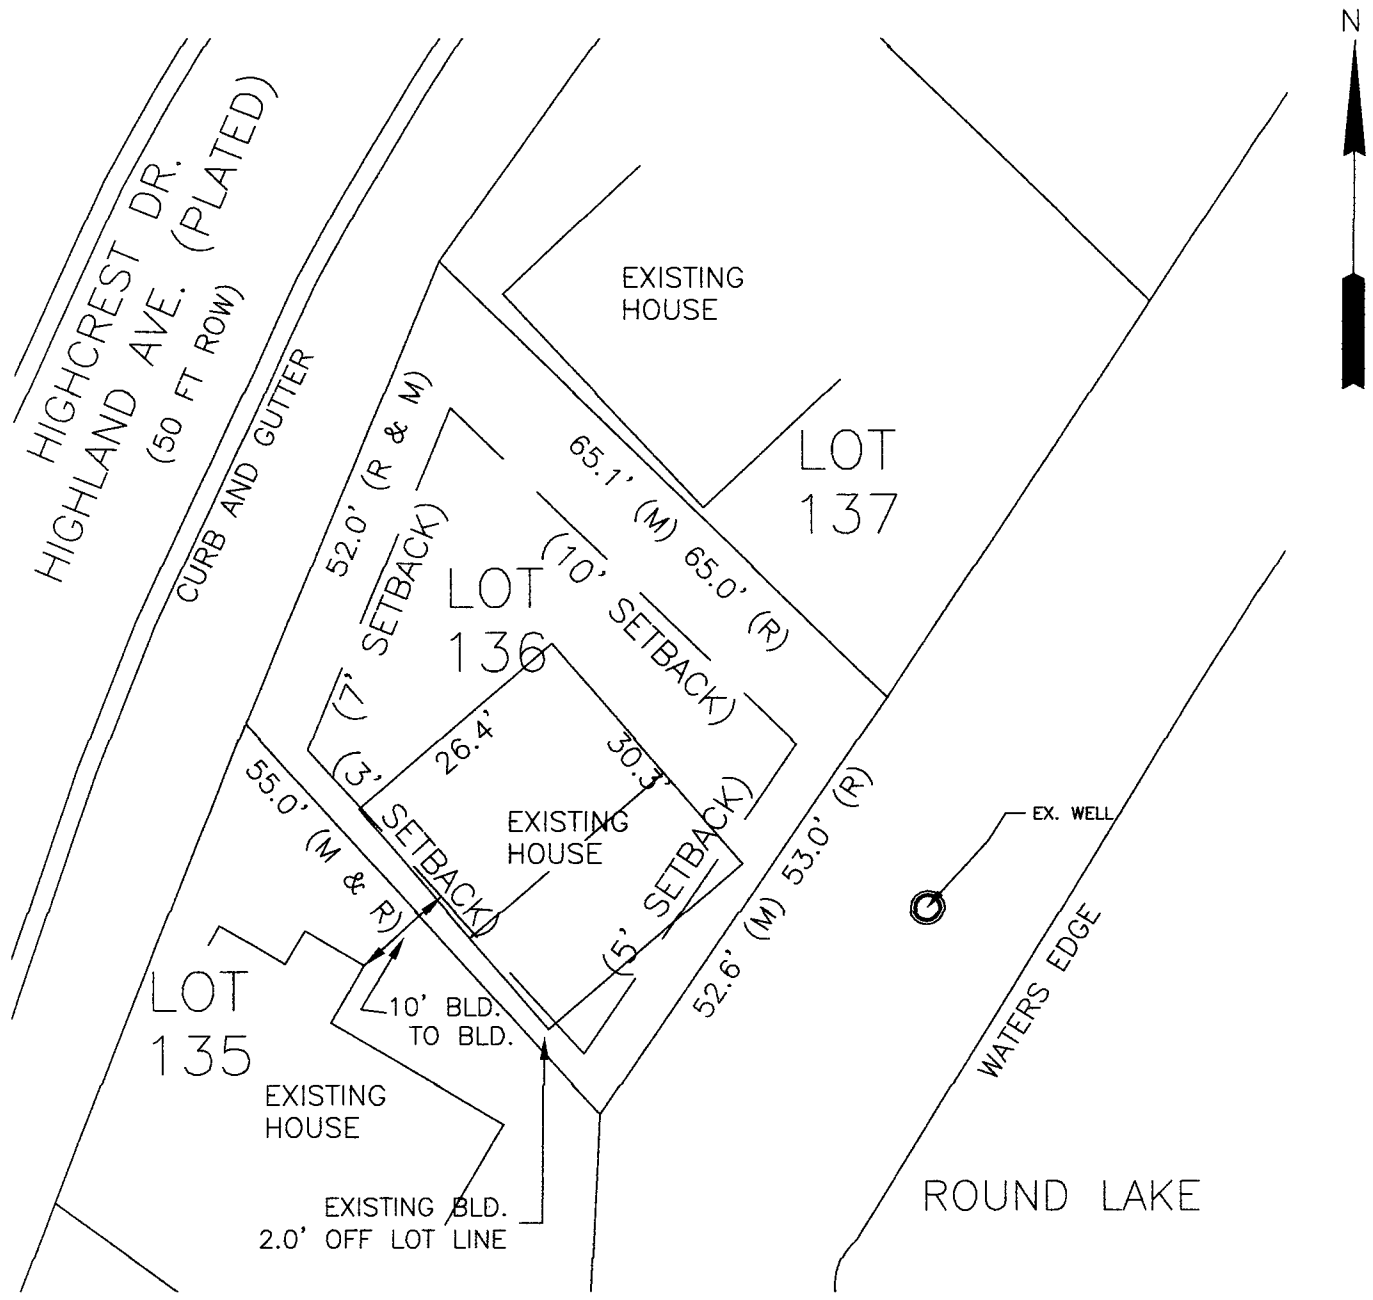 N
HIGHCREST DR.
HIGHLAND AVE. (PLATED)
(50 FT ROW)
CURB AND GUTTER
EXISTING
HOUSE
LOT
137
52.0' (R & M)
65.1' (M) 65.0' (R)
(7' SETBACK)
(10' SETBACK)
LOT
136
26.4'
30.3'
(3' SETBACK)
EXISTING
HOUSE
(5' SETBACK)
55.0' (M & R)
52.6' (M) 53.0' (R)
EX. WELL
WATERS EDGE
LOT
135
10' BLD.
TO BLD.
EXISTING
HOUSE
EXISTING BLD.
2.0' OFF LOT LINE
ROUND LAKE